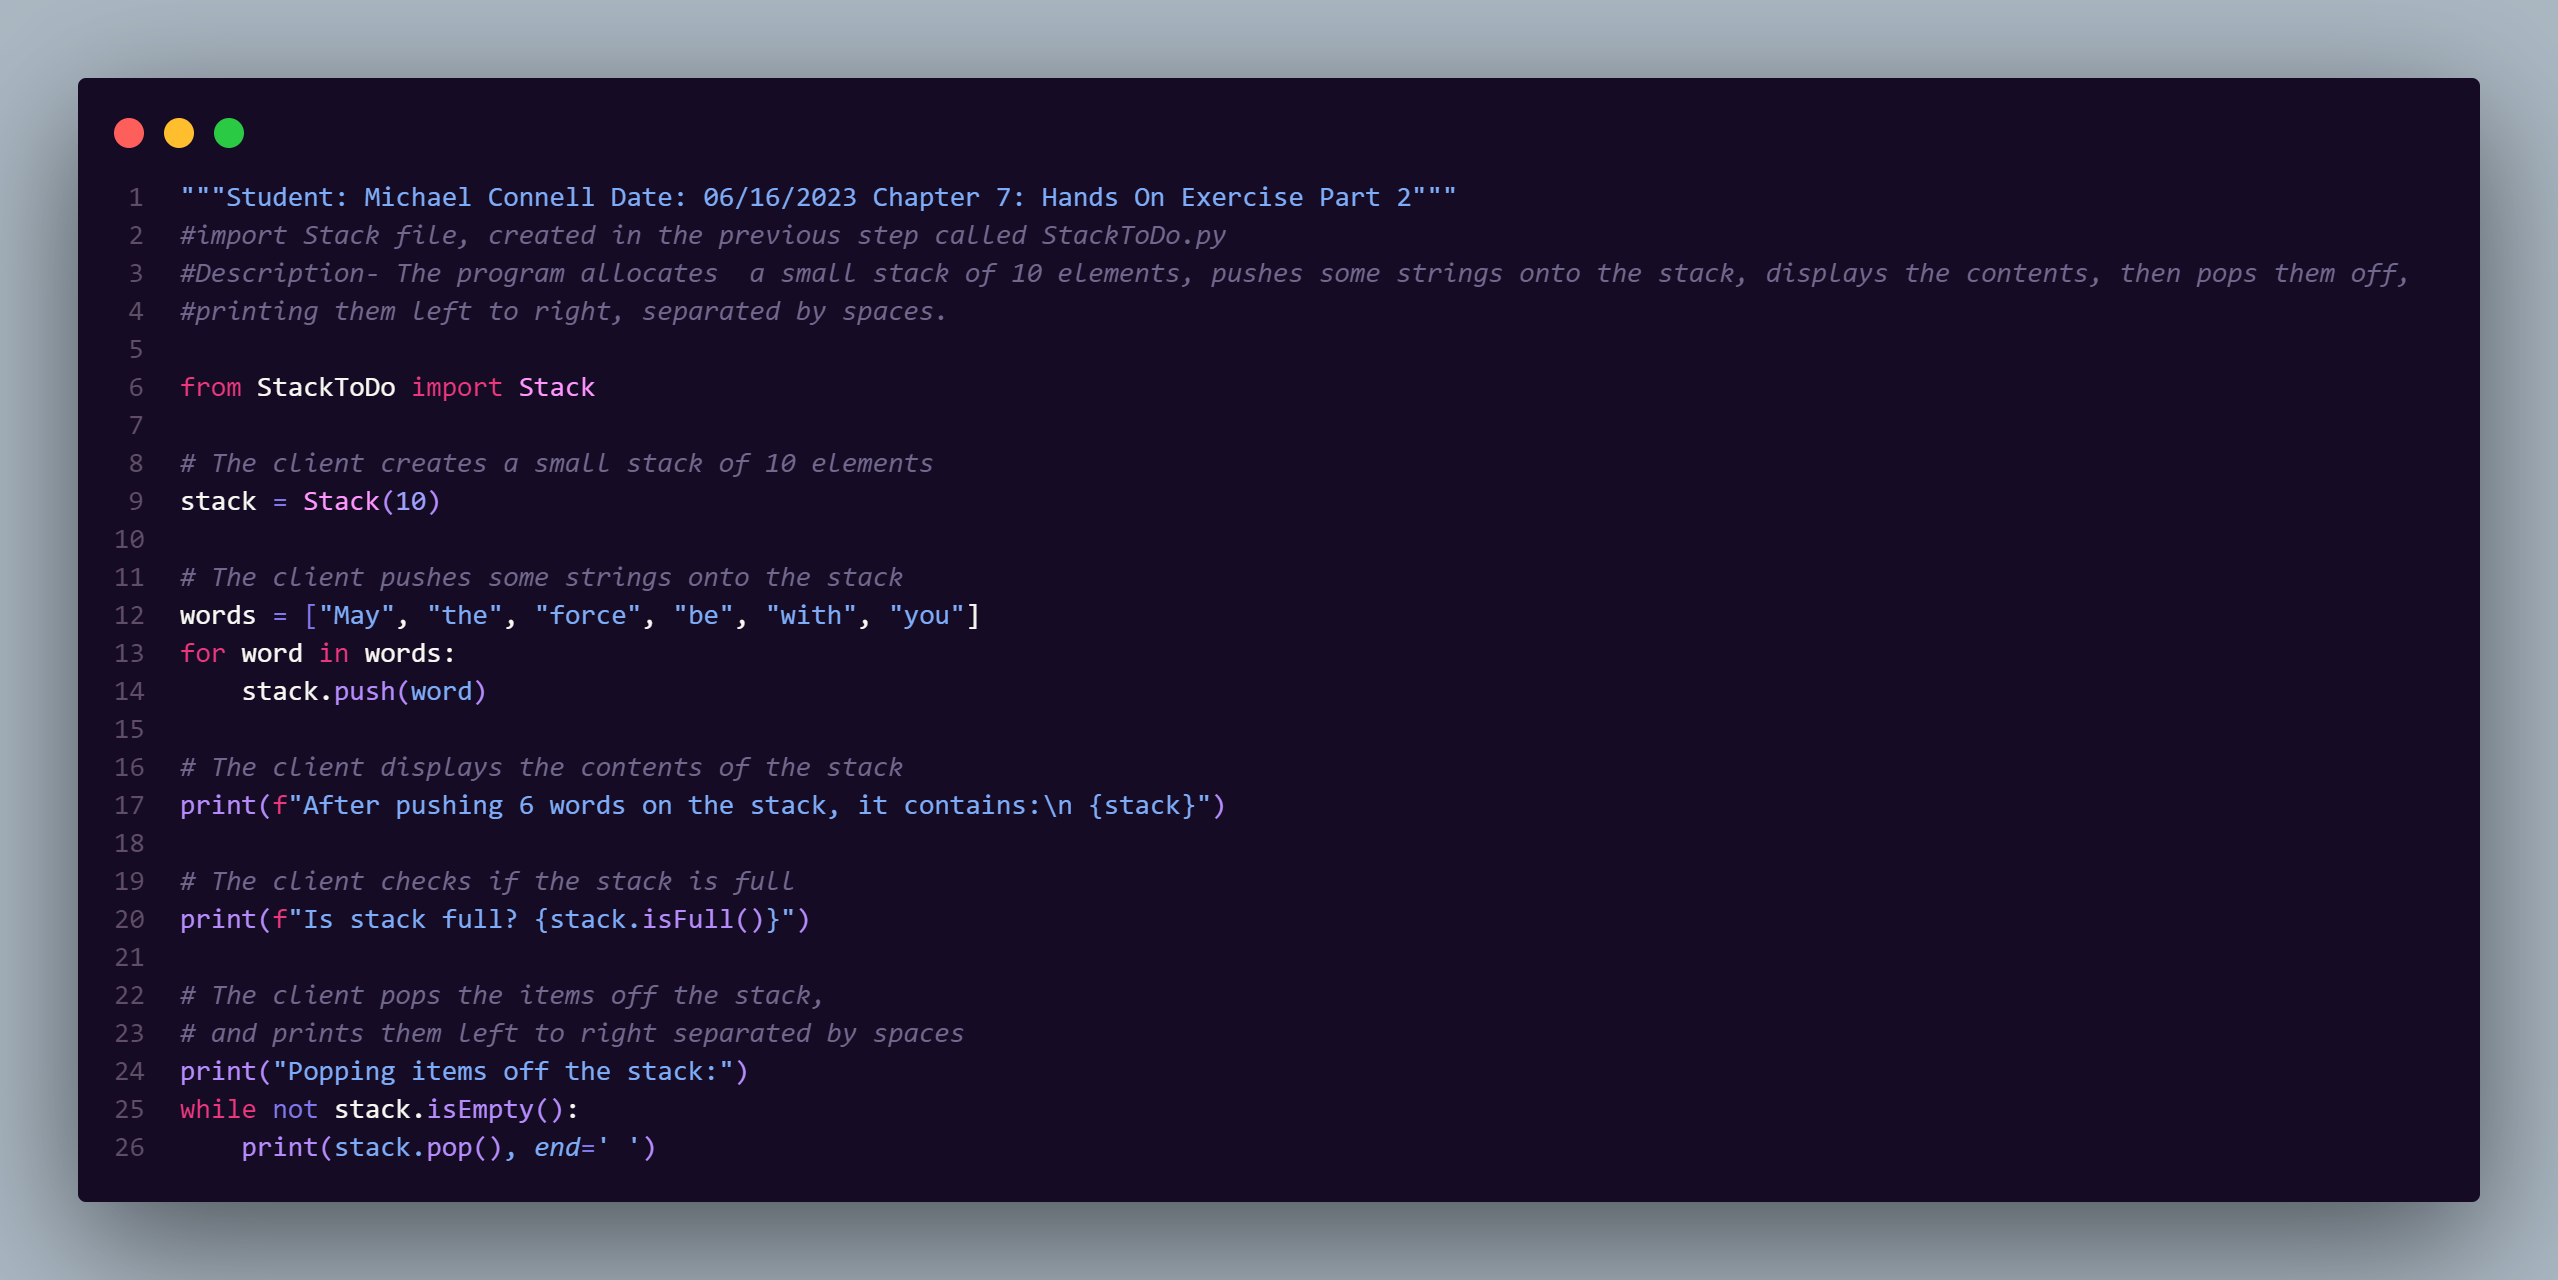 1 """Student: Michael Connell Date: 06/16/2023 Chapter 7: Hands On Exercise Part 2"""
2 #import Stack file, created in the previous step called StackToDo.py
3 #Description- The program allocates  a small stack of 10 elements, pushes some strings onto the stack, displays the contents, then pops them off,
4 #printing them left to right, separated by spaces.
5
6 from StackToDo import Stack
7
8 # The client creates a small stack of 10 elements
9 stack = Stack(10)
10
11 # The client pushes some strings onto the stack
12 words = ["May", "the", "force", "be", "with", "you"]
13 for word in words:
14     stack.push(word)
15
16 # The client displays the contents of the stack
17 print(f"After pushing 6 words on the stack, it contains:\n {stack}")
18
19 # The client checks if the stack is full
20 print(f"Is stack full? {stack.isFull()}")
21
22 # The client pops the items off the stack,
23 # and prints them left to right separated by spaces
24 print("Popping items off the stack:")
25 while not stack.isEmpty():
26     print(stack.pop(), end=' ')